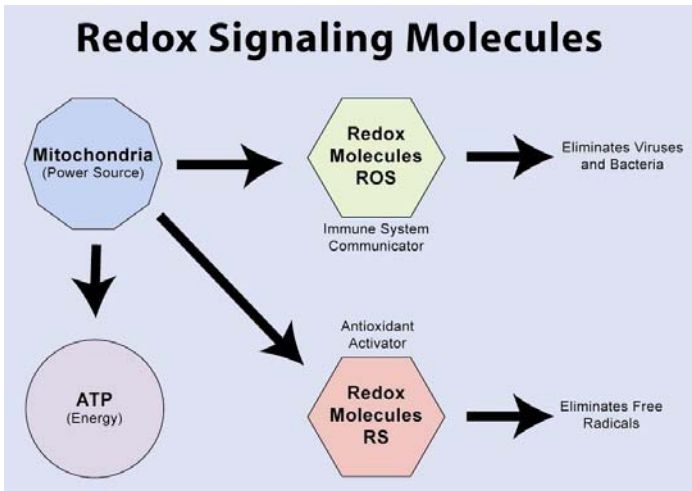 Redox Signaling Molecules
Mitochondria
(Power Source)
Redox
Molecules
ROS
Immune System
Communicator
Eliminates Viruses
and Bacteria
ATP
(Energy)
Antioxidant
Activator
Redox
Molecules
RS
Eliminates Free
Radicals